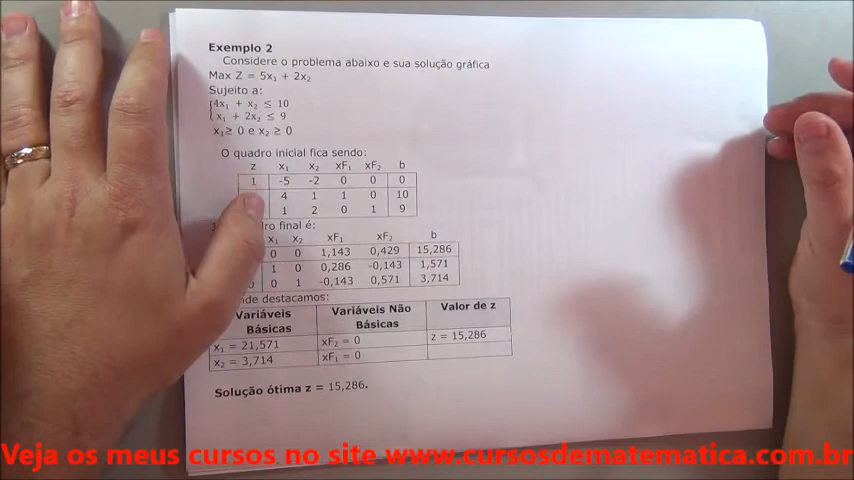 Exemplo 2
Considere o problema abaixo e sua solução gráfica
Max Z = 5x₁ + 2x₂
Sujeito a:
4x₁ + x₂ ≤ 10
x₁ + 2x₂ ≤ 9
x₁≥ 0 e x₂ ≥ 0
O quadro inicial fica sendo:
z x₁ x₂ xF₁ xF₂ b
1 -5 -2 0 0 0
4 1 1 0 10
1 2 0 1 9
final é:
x₁ x₂ xF₁ xF₂ b
0 0 1,143 0,429 15,286
1 0 0,286 -0,143 1,571
0 0 1 -0,143 0,571 3,714
destacamos:
Variáveis Básicas Variáveis Não Básicas Valor de z
x₁ = 21,571 xF₂ = 0 z = 15,286
x₂ = 3,714 xF₁ = 0
Solução ótima z = 15,286.
Veja os meus cursos no site www.cursosdematematica.com.br